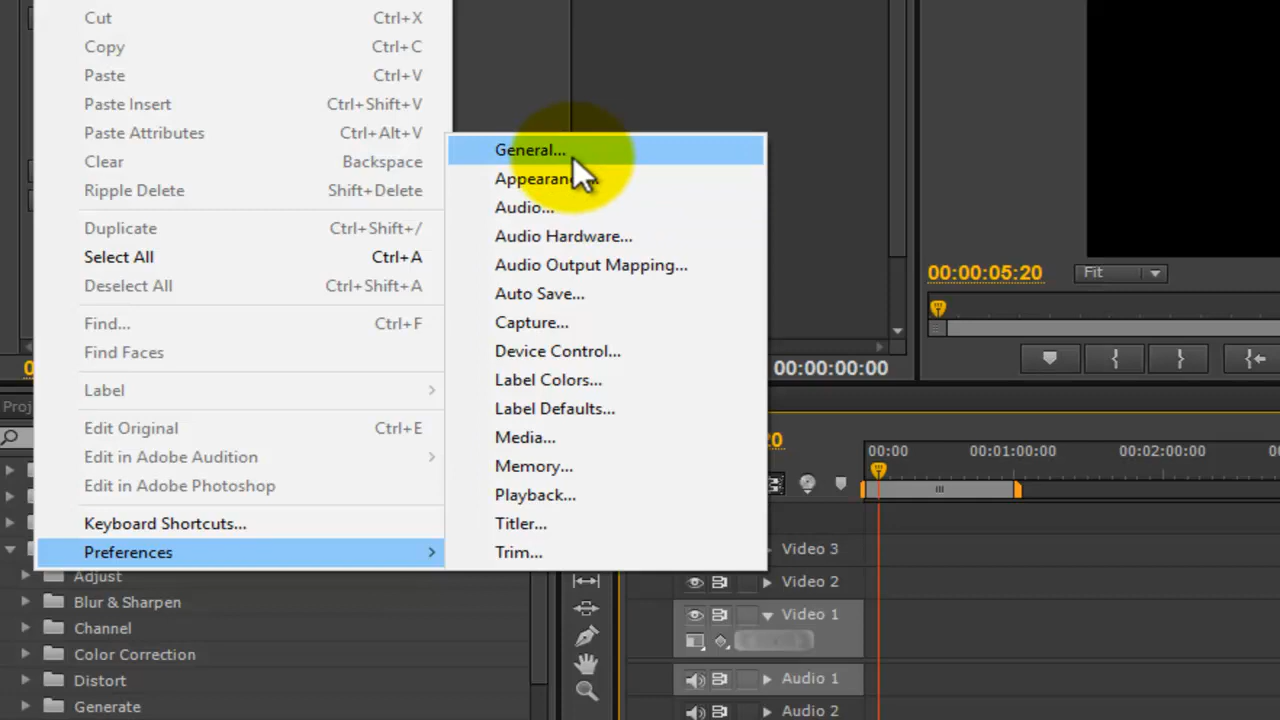 Cut Ctrl+X
Copy Ctrl+C
Paste Ctrl+V
Paste Insert Ctrl+Shift+V
Paste Attributes Ctrl+Alt+V
Clear Backspace
Ripple Delete Shift+Delete
Duplicate Ctrl+Shift+/
Select All Ctrl+A
Deselect All Ctrl+Shift+A
Find... Ctrl+F
Find Faces
Label
Edit Original Ctrl+E
Edit in Adobe Audition
Edit in Adobe Photoshop
Keyboard Shortcuts...
Preferences
General...
Audio...
Audio Hardware...
Audio Output Mapping...
Auto Save...
Capture...
Device Control...
Label Colors...
Label Defaults...
Media...
Memory...
Playback...
Titler...
Trim...
00:00:05:20 Fit
00:00:00:00
Proj
20
00:00 00:01:00:00 00:02:00:00
Video 3
Video 2
Video 1
Audio 1
Audio 2
Adjust
Blur & Sharpen
Channel
Color Correction
Distort
Generate